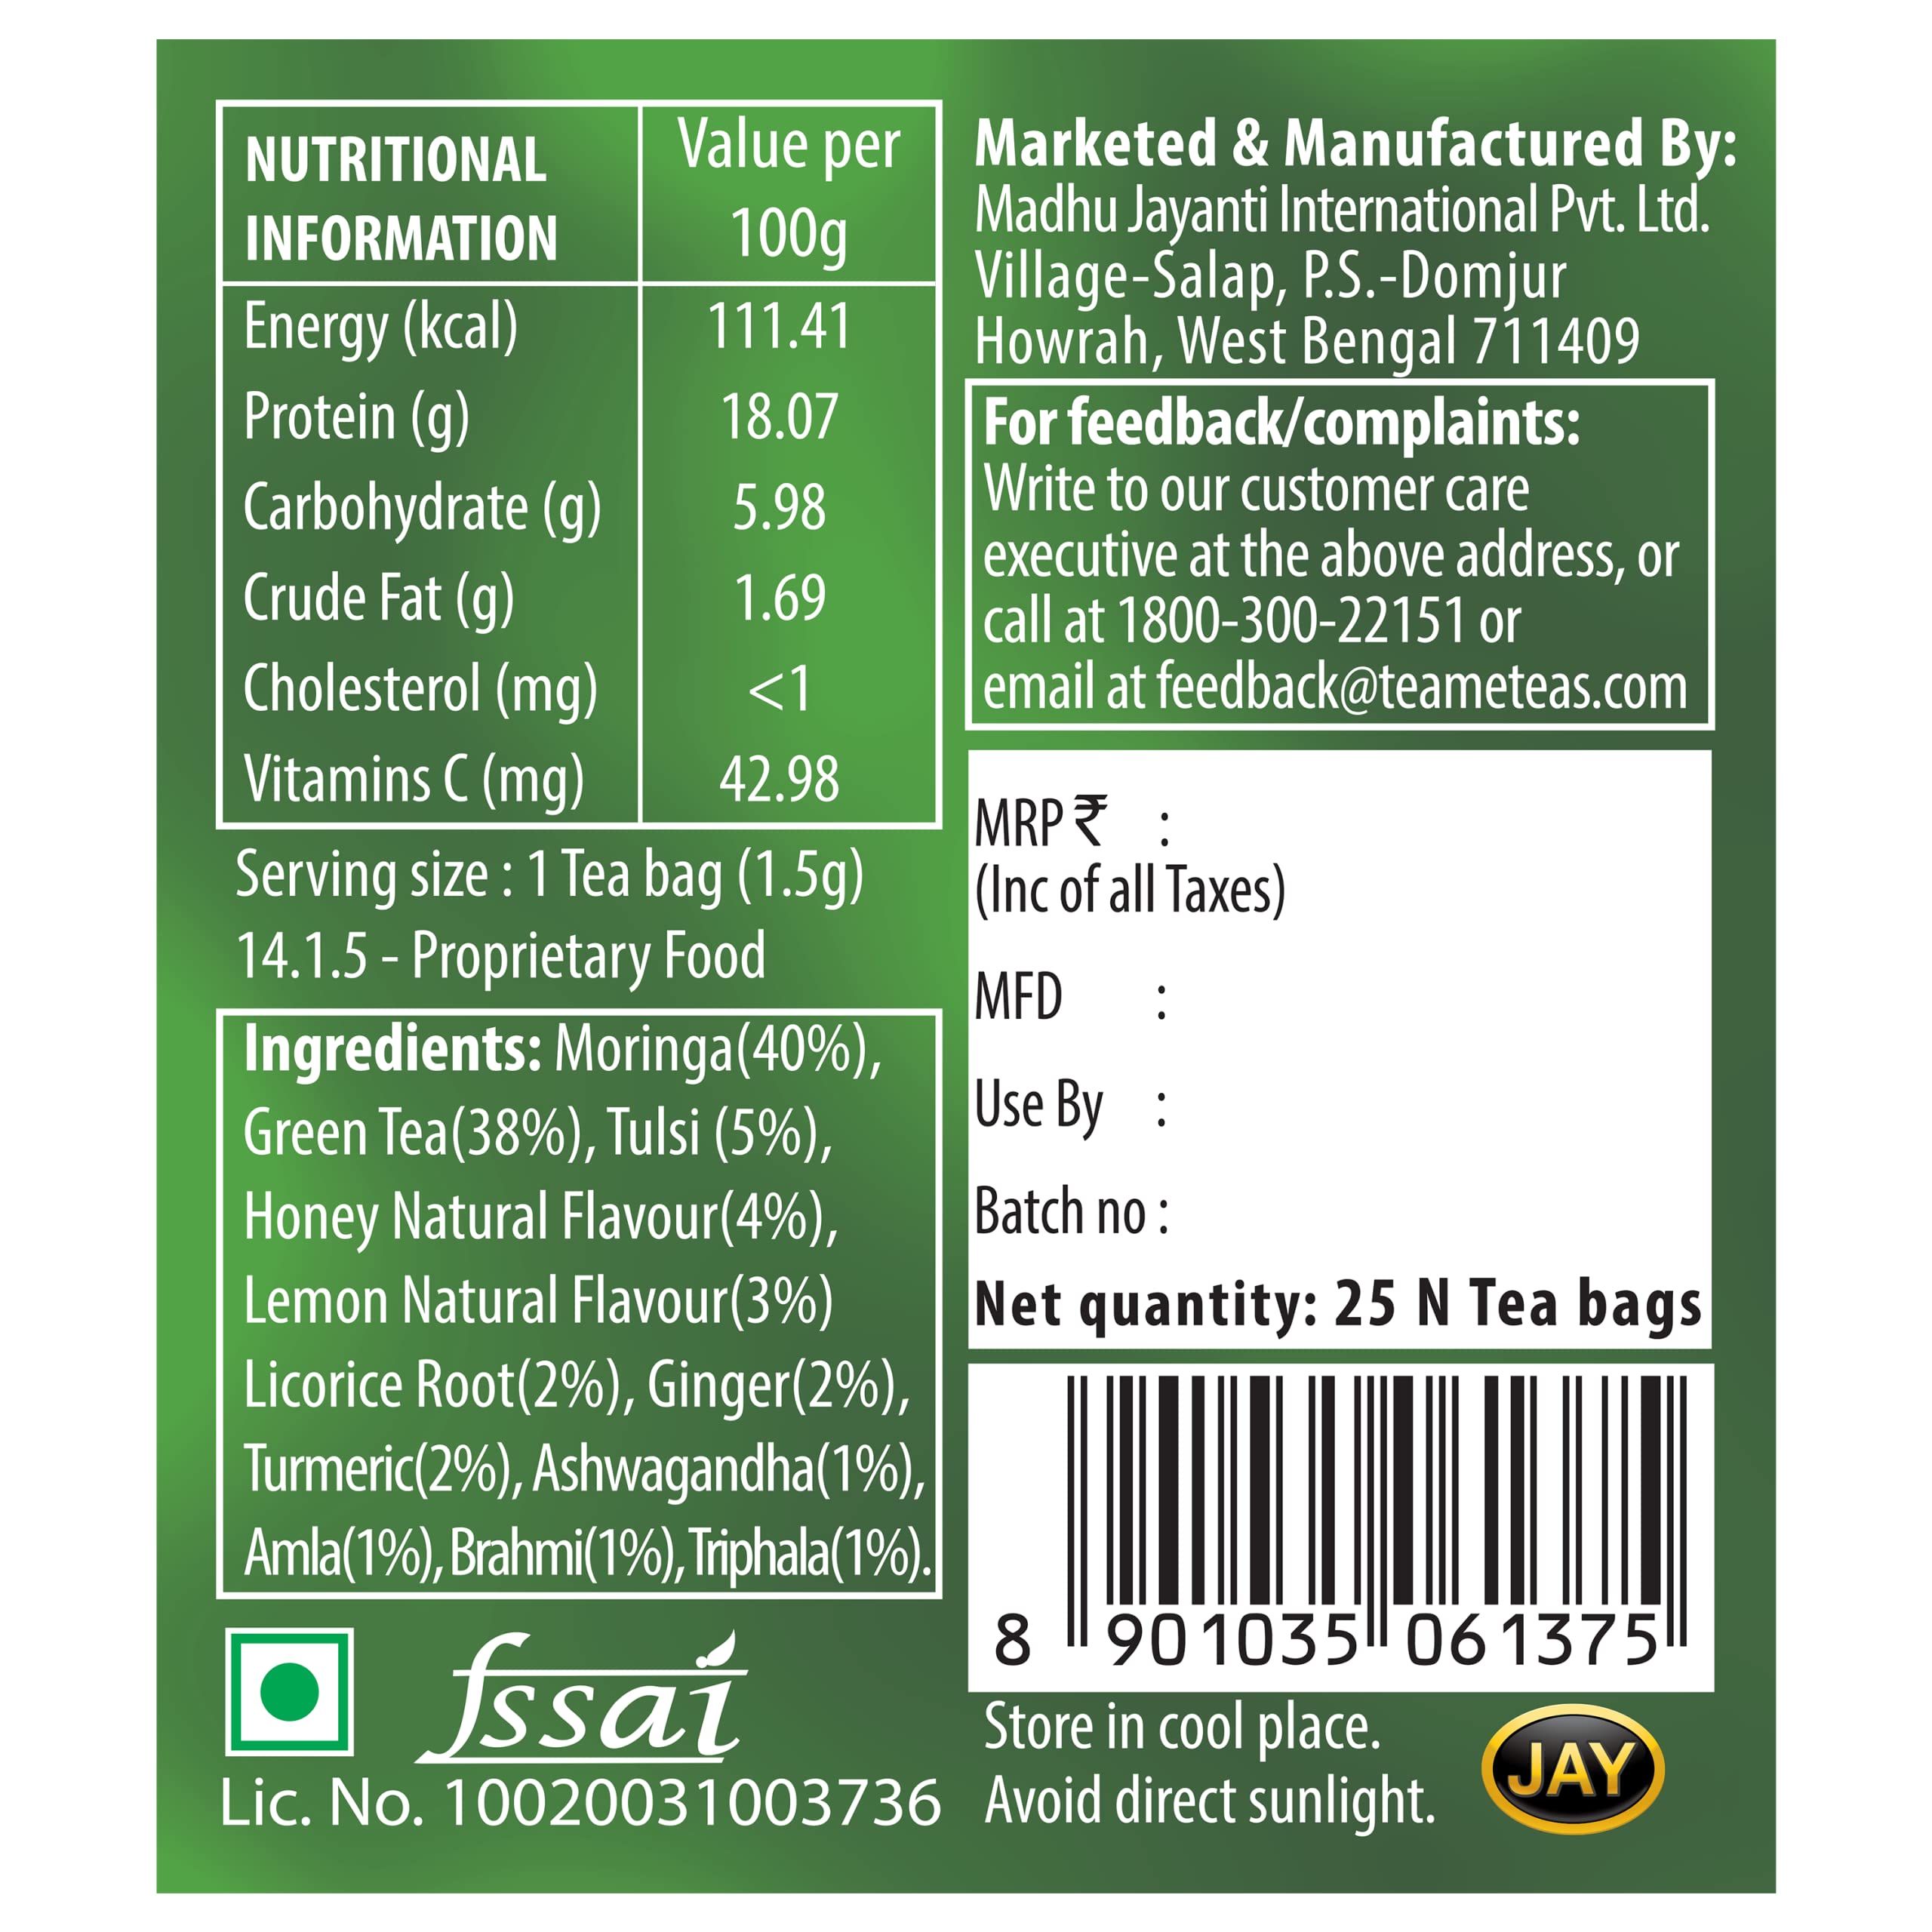 NUTRITIONAL INFORMATION Value per 100g
Energy (kcal) 111.41
Protein (g) 18.07
Carbohydrate (g) 5.98
Crude Fat (g) 1.69
Cholesterol (mg) <1
Vitamins C (mg) 42.98
Serving size : 1 Tea bag (1.5g)
14.1.5 - Proprietary Food
Ingredients: Moringa(40%),
Green Tea(38%), Tulsi (5%),
Honey Natural Flavour(4%),
Lemon Natural Flavour(3%)
Licorice Root(2%), Ginger(2%),
Turmeric(2%), Ashwagandha(1%),
Amla(1%), Brahmi(1%), Triphala(1%).
fssai
Lic. No. 10020031003736
Marketed & Manufactured By:
Madhu Jayanti International Pvt. Ltd.
Village-Salap, P.S.-Domjur
Howrah, West Bengal 711409
For feedback/complaints:
Write to our customer care
executive at the above address, or
call at 1800-300-22151 or
email at feedback@teameteas.com
MRP ₹ :
(Inc of all Taxes)
MFD :
Use By :
Batch no :
Net quantity: 25 N Tea bags
8 901035 061375
Store in cool place.
Avoid direct sunlight.
JAY